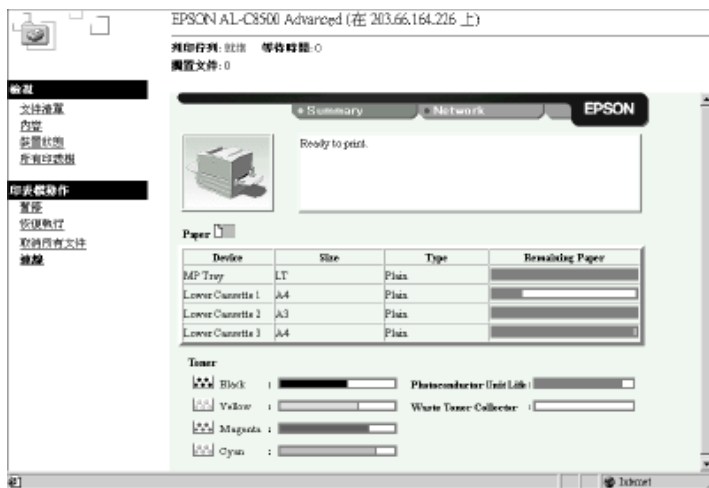 EPSON AL-C8500 Advanced (在 203.66.164.226 上)
列印佇列: 就緒 等待時間: 0
擱置文件: 0
檢視
文件清單
內容
裝置狀態
所有印表機
印表機動作
暫停
恢復執行
取消所有文件
連線
Summary
Network
EPSON
Ready to print.
Paper
Device Size Type Remaining Paper
MP Tray LT Plain
Lower Cassette 1 A4 Plain
Lower Cassette 2 A3 Plain
Lower Cassette 3 A4 Plain
Toner
Black : Photoconductor Unit Life :
Yellow : Waste Toner Collector :
Magenta :
Cyan :
Internet